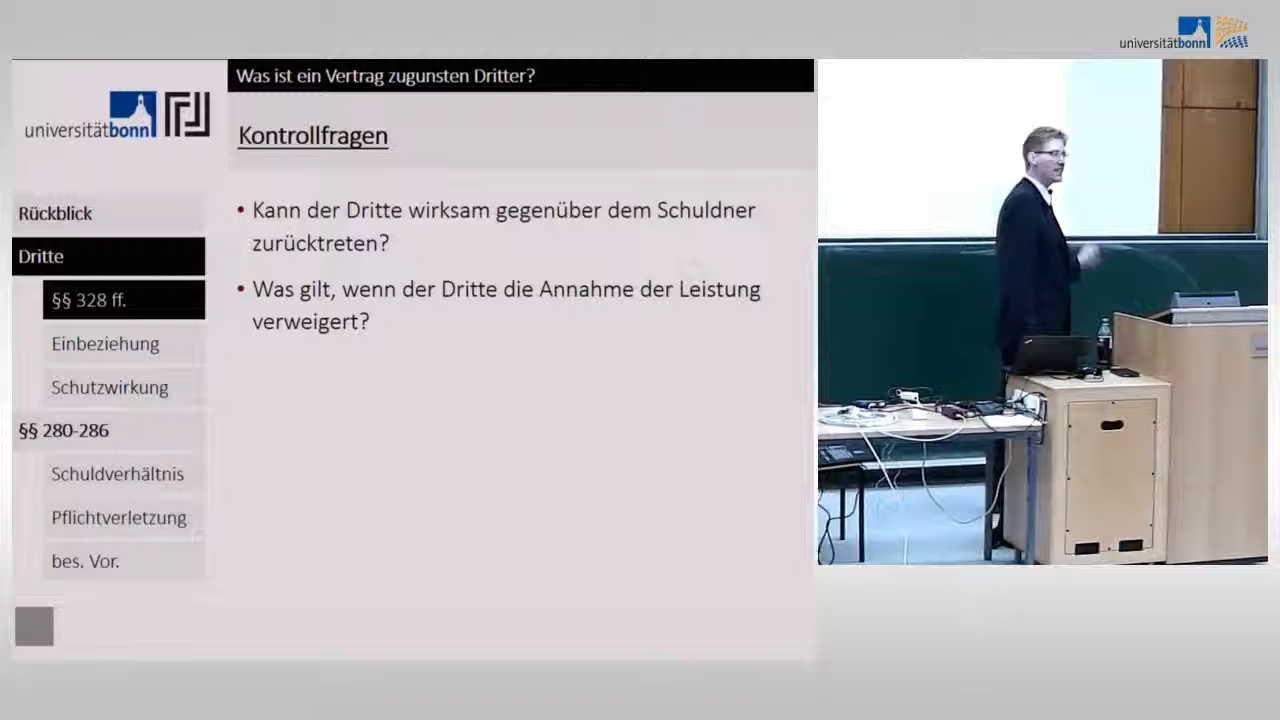 universitätbonn
Was ist ein Vertrag zugunsten Dritter?
universitätbonn
Kontrollfragen
Rückblick
Dritte
§§ 328 ff.
Einbeziehung
Schutzwirkung
§§ 280-286
Schuldverhältnis
Pflichtverletzung
bes. Vor.
• Kann der Dritte wirksam gegenüber dem Schuldner
zurücktreten?
• Was gilt, wenn der Dritte die Annahme der Leistung
verweigert?